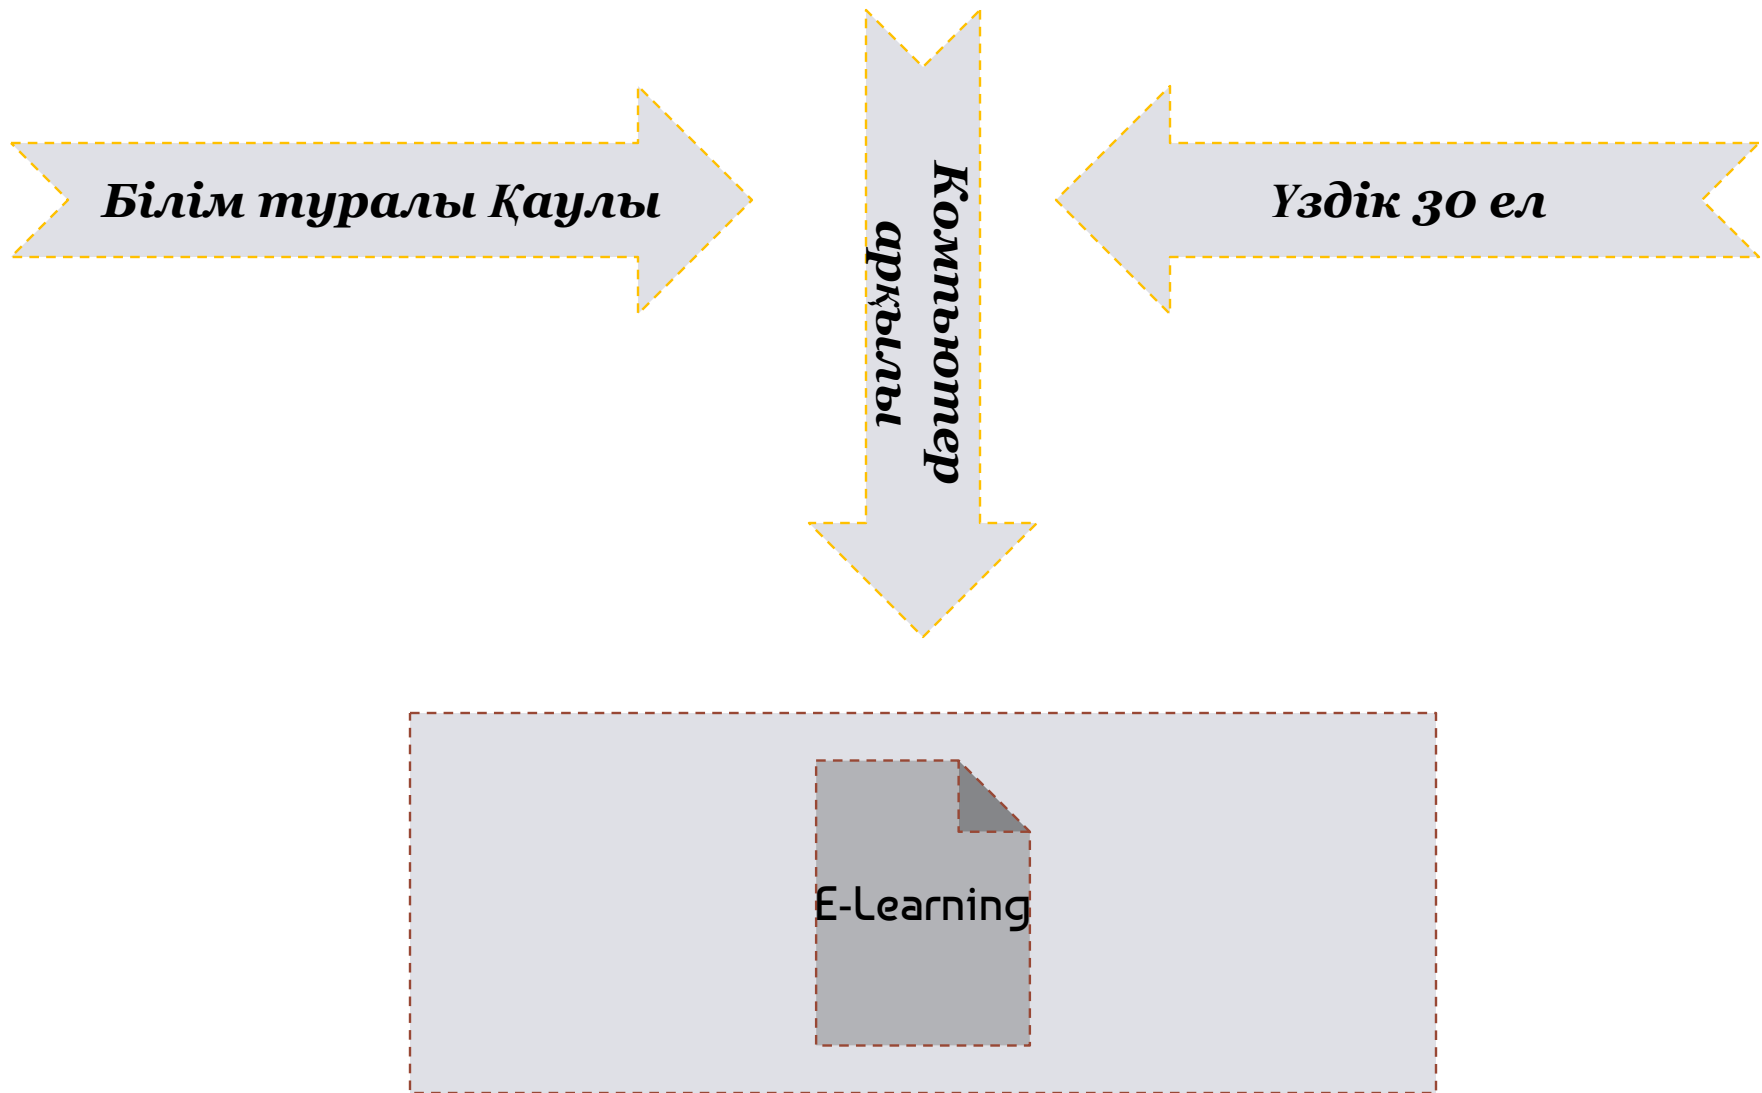 Білім туралы Қаулы
Компьютер
арқылы
Үздік 30 ел
E-Learning